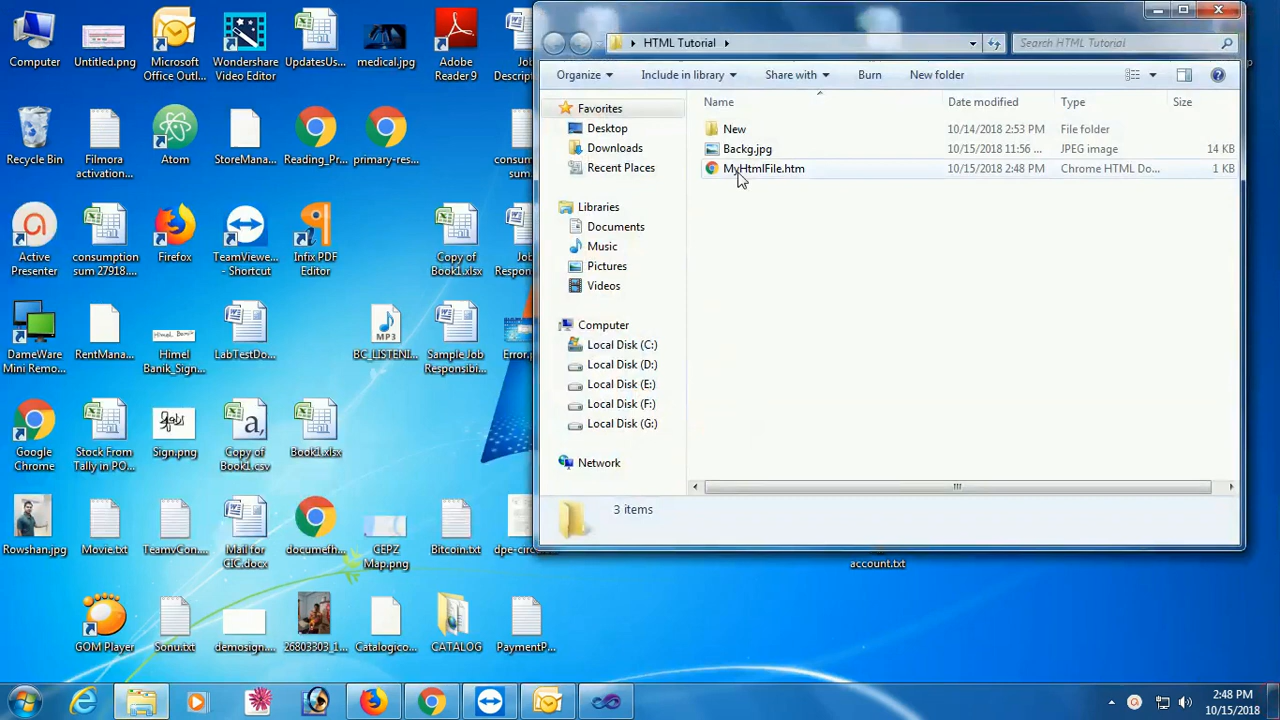 Computer
Untitled.png
Microsoft Office Outl...
Wondershare Video Editor
UpdatesUs...
medical.jpg
Adobe Reader 9
Recycle Bin
Filmora
Atom
StoreMana...
Reading_Pr...
primary-res...
Active Presenter
consumption sum 27918....
Firefox
TeamViewe... - Shortcut
Infix PDF Editor
Copy of Book1.xlsx
DameWare Mini Remo...
RentMana...
Himel Banik_Sign...
LabTestDo...
BC_LISTENI...
Sample Job Responsibi...
Google Chrome
Stock From Tally in PO...
Sign.png
Copy of Book1.csv
Book1.xlsx
Rowshan.jpg
Movie.txt
TeamvCon...
Mail for CIC.docx
documefh...
CEPZ Map.png
Bitcoin.txt
GOM Player
Sonu.txt
demosign....
26803303_1...
Catalogico...
CATALOG
PaymentP...
account.txt
HTML Tutorial
Search HTML Tutorial
Organize Include in library Share with Burn New folder
Name Date modified Type Size
New 10/14/2018 2:53 PM File folder
Backg.jpg 10/15/2018 11:56 ... JPEG image 14 KB
MyHtmlFile.htm 10/15/2018 2:48 PM Chrome HTML Do... 1 KB
Favorites
Desktop
Downloads
Recent Places
Libraries
Documents
Music
Pictures
Videos
Computer
Local Disk (C:)
Local Disk (D:)
Local Disk (E:)
Local Disk (F:)
Local Disk (G:)
Network
3 items
2:48 PM
10/15/2018